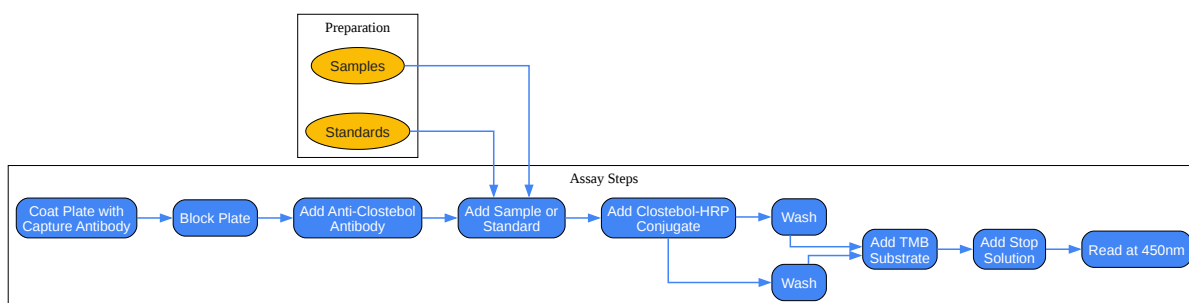 Preparation
Samples
Standards
Assay Steps
Coat Plate with
Capture Antibody
Block Plate
Add Anti-Clostebol
Antibody
Add Sample or
Standard
Add Clostebol-HRP
Conjugate
Wash
Wash
Add TMB
Substrate
Add Stop
Solution
Read at 450nm